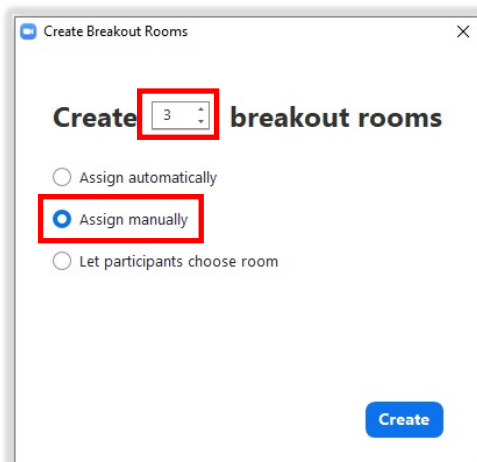 Create Breakout Rooms
Create 3 breakout rooms
Assign automatically
Assign manually
Let participants choose room
Create